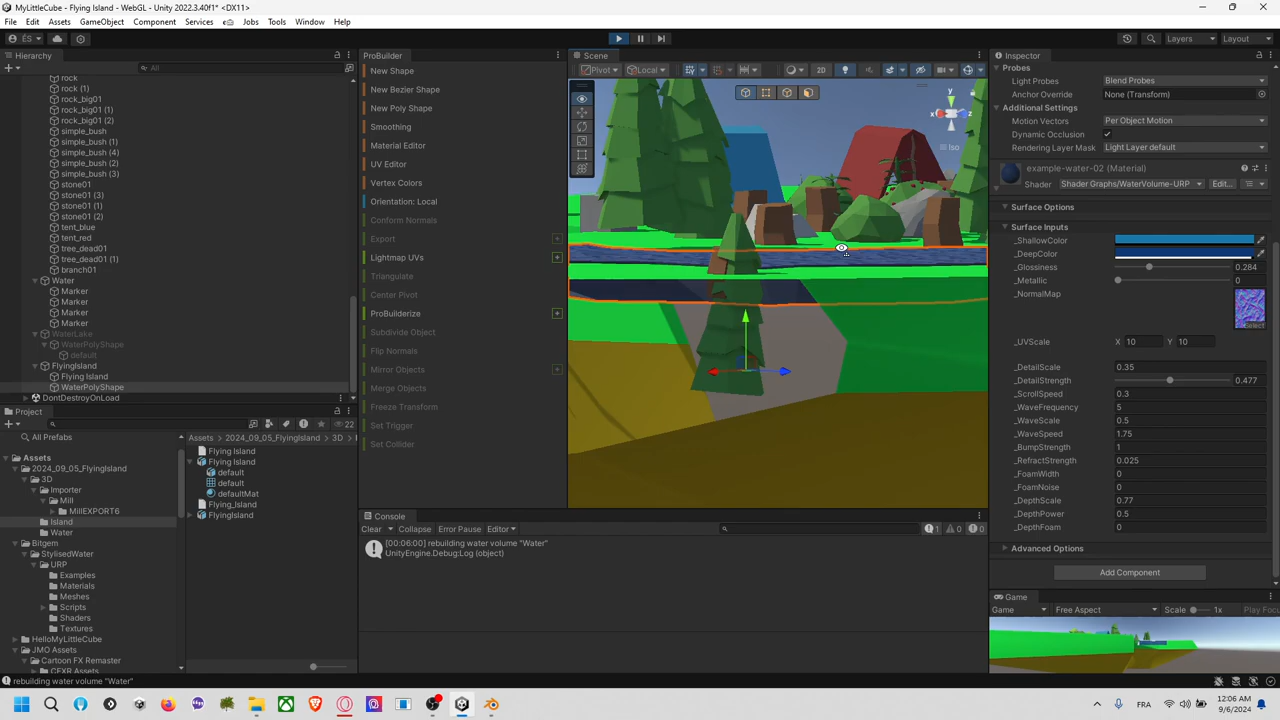 MyLittleCube - Flying Island - WebGL - Unity 2022.3.40f1* <DX11>
File Edit Assets GameObject Component Services Jobs Tools Window Help
ÉS Layers Layout
Hierarchy
All
rock
rock (1)
rock_big01
rock_big01 (1)
rock_big01 (2)
simple_bush
simple_bush (1)
simple_bush (4)
simple_bush (2)
simple_bush (3)
stone01
stone01 (3)
stone01 (1)
stone01 (2)
tent_blue
tent_red
tree_dead01
tree_dead01 (1)
branch01
Water
Marker
Marker
Marker
Marker
WaterLake
WaterPolyShape
default
FlyingIsland
Flying Island
WaterPolyShape
DontDestroyOnLoad
ProBuilder
New Shape
New Bezier Shape
New Poly Shape
Smoothing
Material Editor
UV Editor
Vertex Colors
Orientation: Local
Conform Normals
Export
Lightmap UVs
Triangulate
Center Pivot
ProBuilderize
Subdivide Object
Flip Normals
Mirror Objects
Merge Objects
Freeze Transform
Set Trigger
Set Collider
Scene
Pivot Local 2D
y
x z
Iso
Inspector
Probes
Light Probes Blend Probes
Anchor Override None (Transform)
Additional Settings
Motion Vectors Per Object Motion
Dynamic Occlusion
Rendering Layer Mask Light Layer default
example-water-02 (Material)
Shader Shader Graphs/WaterVolume-URP Edit...
Surface Options
Surface Inputs
_ShallowColor
_DeepColor
_Glossiness 0.284
_Metallic 0
_NormalMap
Select
_UVScale X 10 Y 10
_DetailScale 0.35
_DetailStrength 0.477
_ScrollSpeed 0.3
_WaveFrequency 5
_WaveScale 0.5
_WaveSpeed 1.75
_BumpStrength 1
_RefractStrength 0.025
_FoamWidth 0
_FoamNoise 0
_DepthScale 0.77
_DepthPower 0.5
_DepthFoam 0
Advanced Options
Add Component
Project
22
All Prefabs
Assets
2024_09_05_FlyingIsland
3D
Importer
Mill
MillEXPORT6
Island
Water
Bitgem
StylisedWater
URP
Examples
Materials
Meshes
Scripts
Shaders
Textures
HelloMyLittleCube
JMO Assets
Cartoon FX Remaster
CFXR Assets
Assets > 2024_09_05_FlyingIsland > 3D >
Flying Island
Flying Island
default
default
defaultMat
Flying_Island
FlyingIsland
Console
Clear Collapse Error Pause Editor 1 0 0
[00:06:00] rebuilding water volume "Water"
UnityEngine.Debug:Log (object)
Game
Game Free Aspect Scale 1x Play Focu
rebuilding water volume "Water"
FRA 12:06 AM
9/6/2024